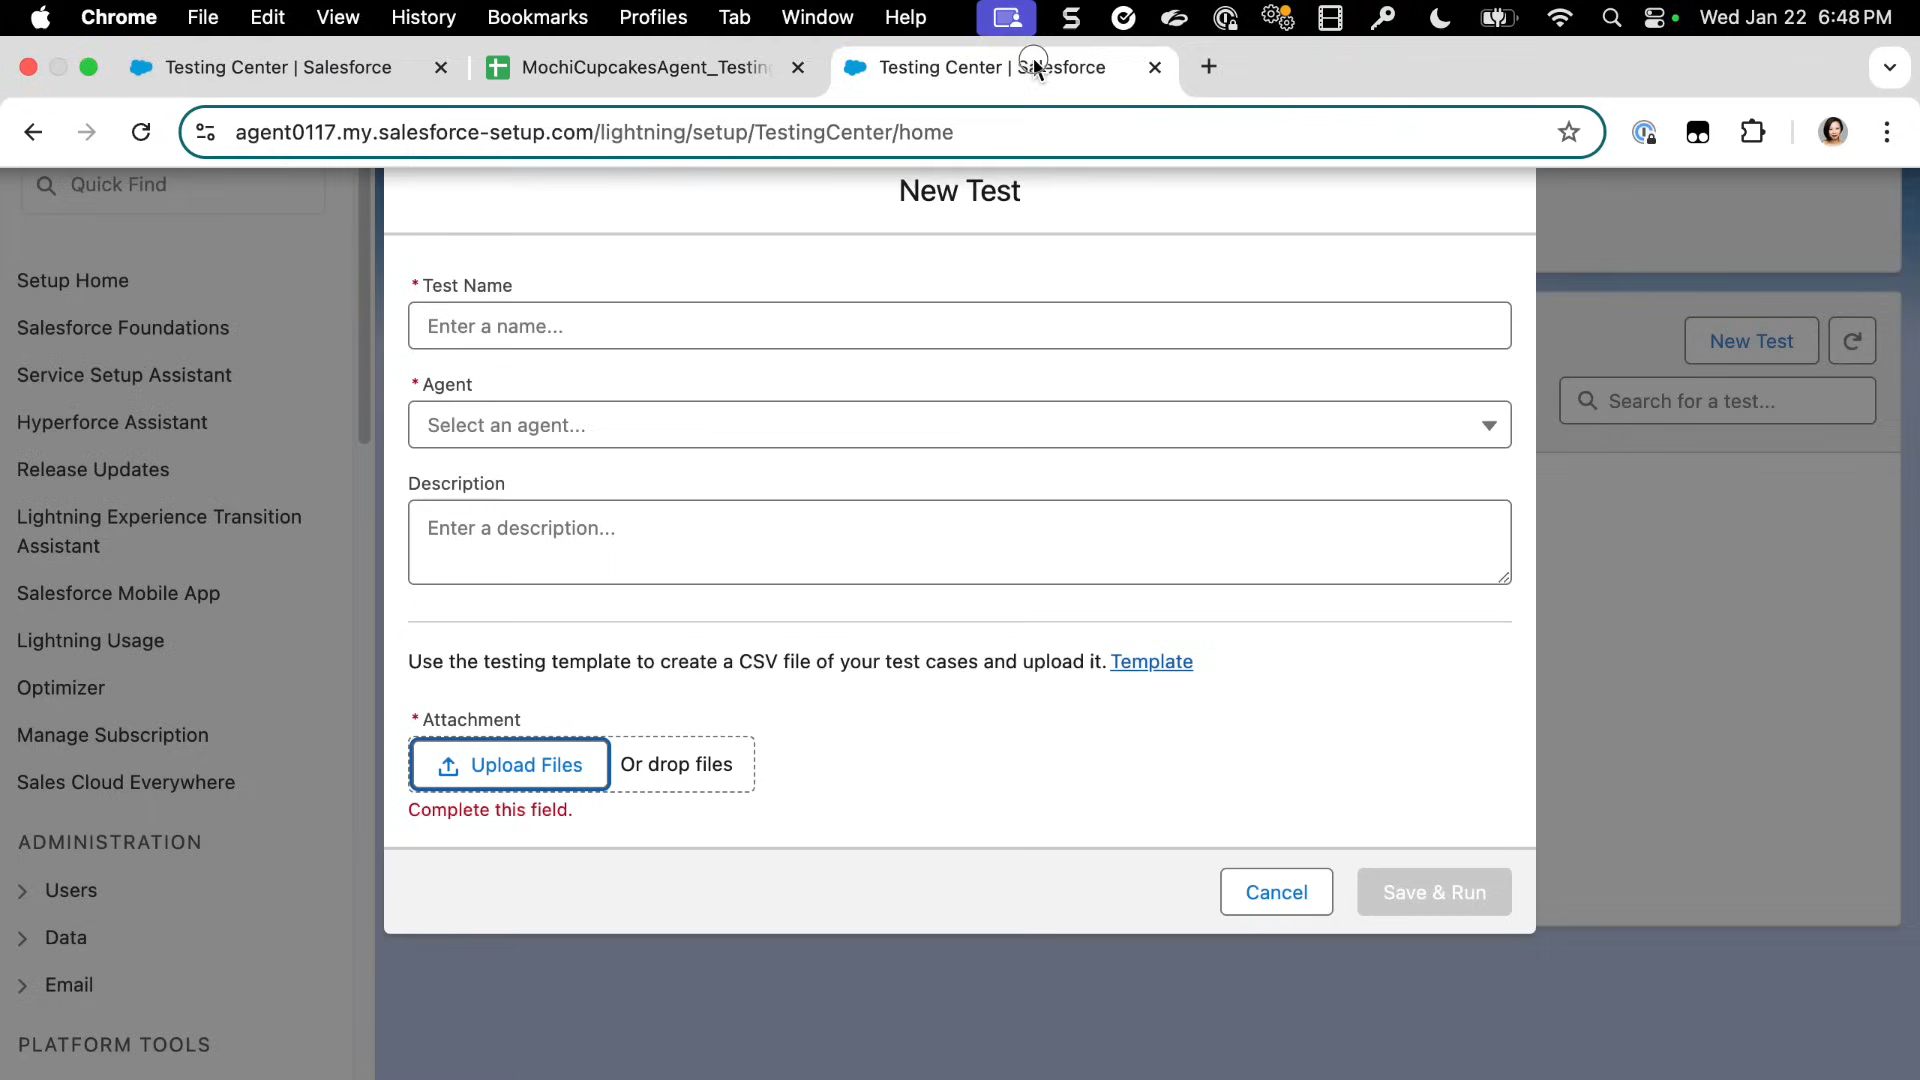 Chrome File Edit View History Bookmarks Profiles Tab Window Help Wed Jan 22 6:48 PM
Testing Center | Salesforce
MochiCupcakesAgent_Testin
Testing Center | Salesforce
agent0117.my.salesforce-setup.com/lightning/setup/TestingCenter/home
Quick Find
Setup Home
Salesforce Foundations
Service Setup Assistant
Hyperforce Assistant
Release Updates
Lightning Experience Transition
Assistant
Salesforce Mobile App
Lightning Usage
Optimizer
Manage Subscription
Sales Cloud Everywhere
ADMINISTRATION
Users
Data
Email
PLATFORM TOOLS
New Test
* Test Name
Enter a name...
* Agent
Select an agent...
Description
Enter a description...
Use the testing template to create a CSV file of your test cases and upload it. Template
* Attachment
Upload Files Or drop files
Complete this field.
Cancel Save & Run
New Test
Search for a test...